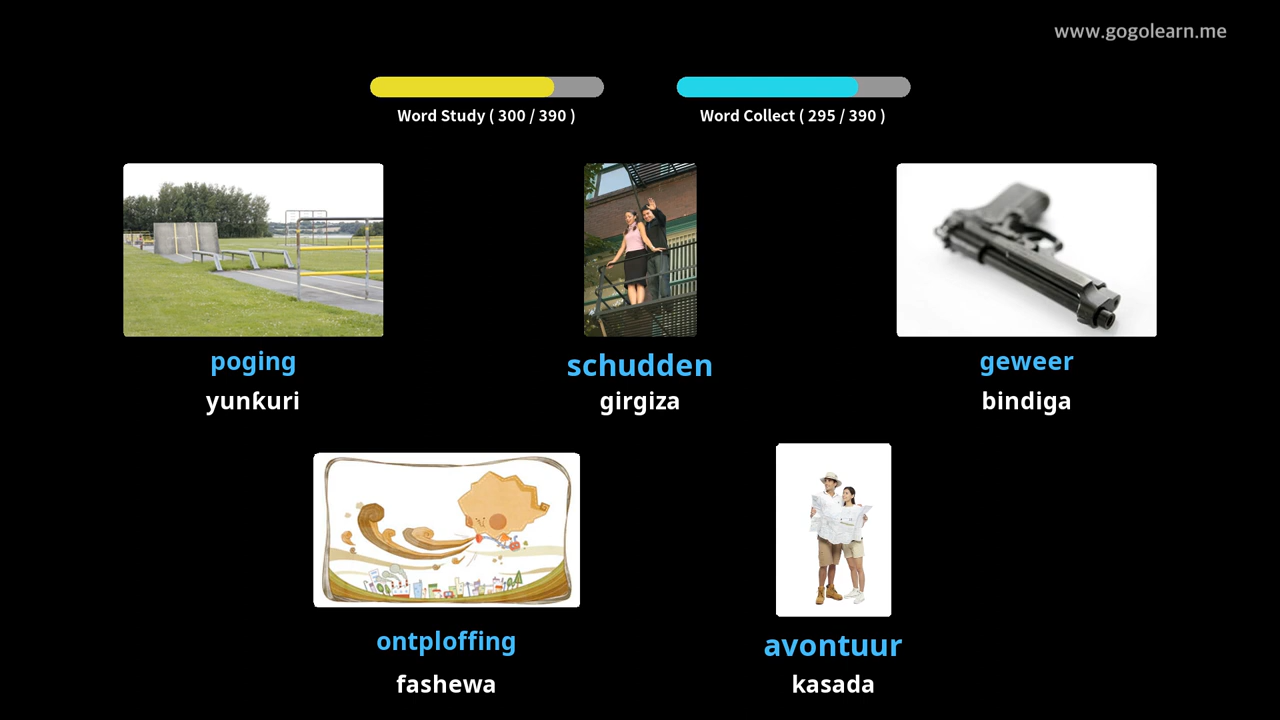 www.gogolearn.me
Word Study ( 300 / 390 )
Word Collect ( 295 / 390 )
poging
yunƙuri
schudden
girgiza
geweer
bindiga
ontploffing
fashewa
avontuur
kasada